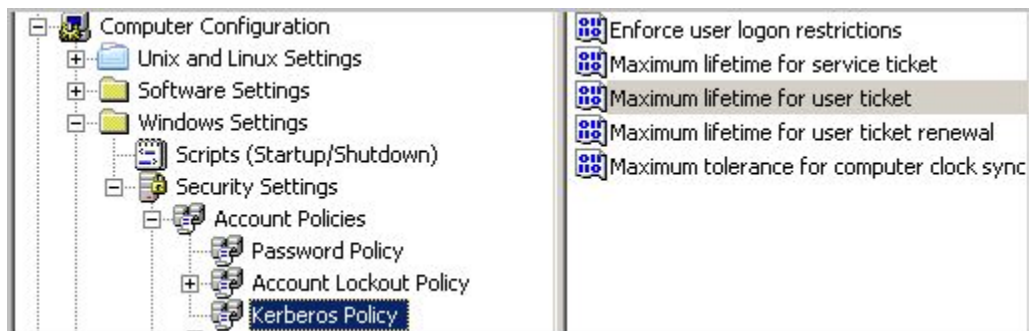 Computer Configuration
Unix and Linux Settings
Software Settings
Windows Settings
Scripts (Startup/Shutdown)
Security Settings
Account Policies
Password Policy
Account Lockout Policy
Kerberos Policy
Enforce user logon restrictions
Maximum lifetime for service ticket
Maximum lifetime for user ticket
Maximum lifetime for user ticket renewal
Maximum tolerance for computer clock sync